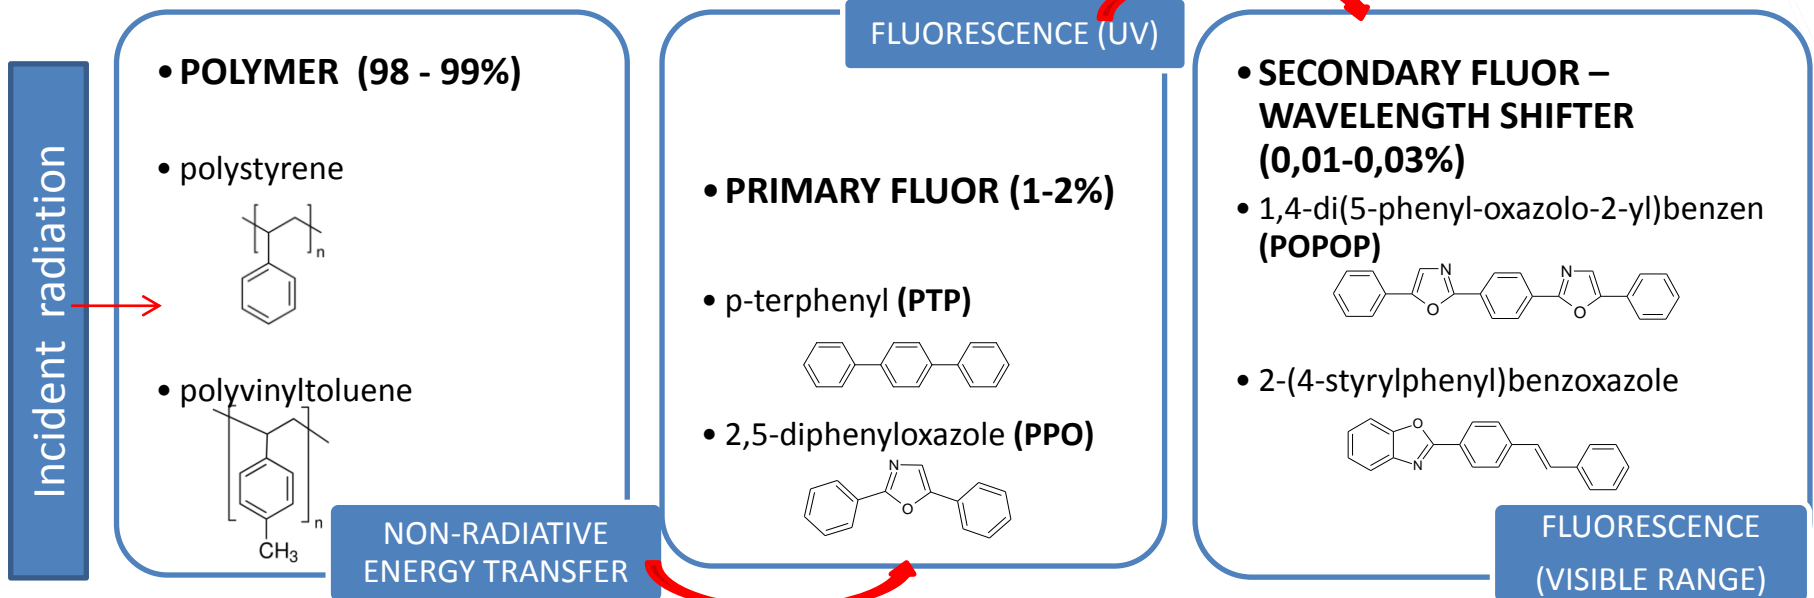 Incident radiation
• POLYMER (98 - 99%)
• polystyrene
n
• polyvinyltoluene
n
CH3
NON-RADIATIVE
ENERGY TRANSFER
FLUORESCENCE (UV)
• PRIMARY FLUOR (1-2%)
• p-terphenyl (PTP)
• 2,5-diphenyloxazole (PPO)
N
O
• SECONDARY FLUOR –
WAVELENGTH SHIFTER
(0,01-0,03%)
• 1,4-di(5-phenyl-oxazolo-2-yl)benzen
(POPOP)
N N
O O
• 2-(4-styrylphenyl)benzoxazole
O
N
FLUORESCENCE
(VISIBLE RANGE)